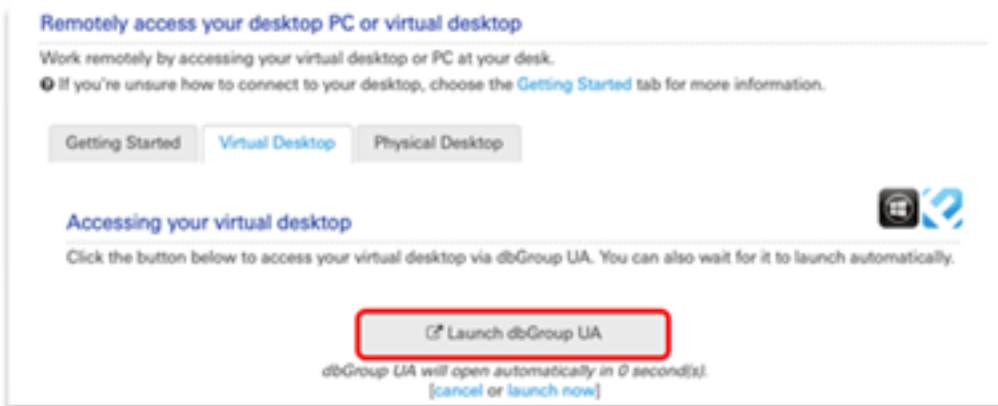 Remotely access your desktop PC or virtual desktop
Work remotely by accessing your virtual desktop or PC at your desk.
If you're unsure how to connect to your desktop, choose the Getting Started tab for more information.
Getting Started Virtual Desktop Physical Desktop
Accessing your virtual desktop
Click the button below to access your virtual desktop via dbGroup UA. You can also wait for it to launch automatically.
Launch dbGroup UA
dbGroup UA will open automatically in 0 second(s).
[cancel or launch now]